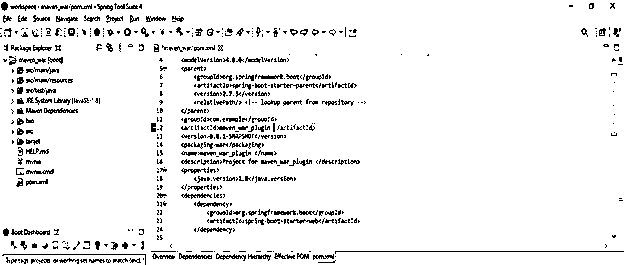 workspace - maven_war/pom.xml - Spring Tool Suite 4
File Edit Source Navigate Search Project Run Window Help
Package Explorer
maven_war [boot]
src/main/java
src/main/resources
src/test/java
JRE System Library [JavaSE-1.8]
Maven Dependencies
bin
src
target
HELP.md
mvnw
mvnw.cmd
pom.xml
Boot Dashboard
Type tags, projects, or working set names to match (incl. *
*maven_war/pom.xml
4 <modelVersion>4.0.0</modelVersion>
5 <parent>
6 <groupId>org.springframework.boot</groupId>
7 <artifactId>spring-boot-starter-parent</artifactId>
8 <version>2.7.5</version>
9 <relativePath/> <!-- lookup parent from repository -->
10 </parent>
11 <groupId>com.example</groupId>
12 <artifactId>maven_war_plugin </artifactId>
13 <version>0.0.1-SNAPSHOT</version>
14 <packaging>war</packaging>
15 <name>maven_war_plugin </name>
16 <description>Project for maven_war_plugin </description>
17 <properties>
18 <java.version>1.8</java.version>
19 </properties>
20 <dependencies>
21 <dependency>
22 <groupId>org.springframework.boot</groupId>
23 <artifactId>spring-boot-starter-web</artifactId>
24 </dependency>
25
Overview Dependencies Dependency Hierarchy Effective POM pom.xml